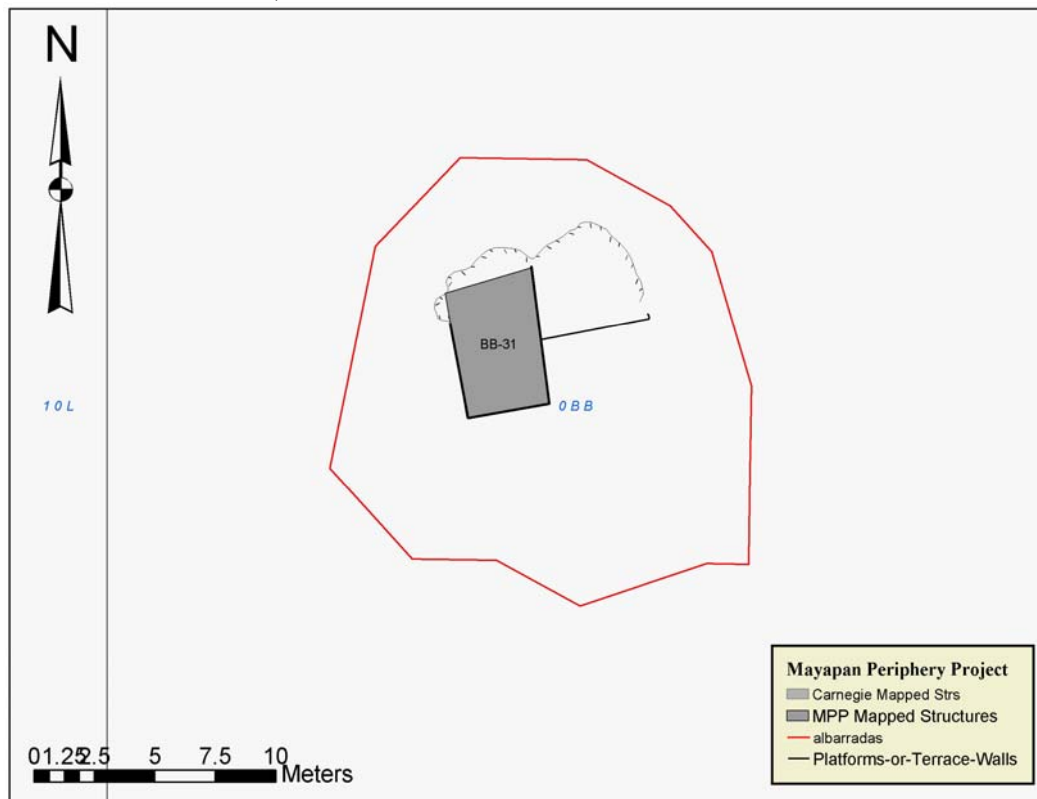 N
BB-31
10L
0BB
Mayapan Periphery Project
Carnegie Mapped Strs
MPP Mapped Structures
albarradas
Platforms-or-Terrace-Walls
01.252.5 5 7.5 10
Meters